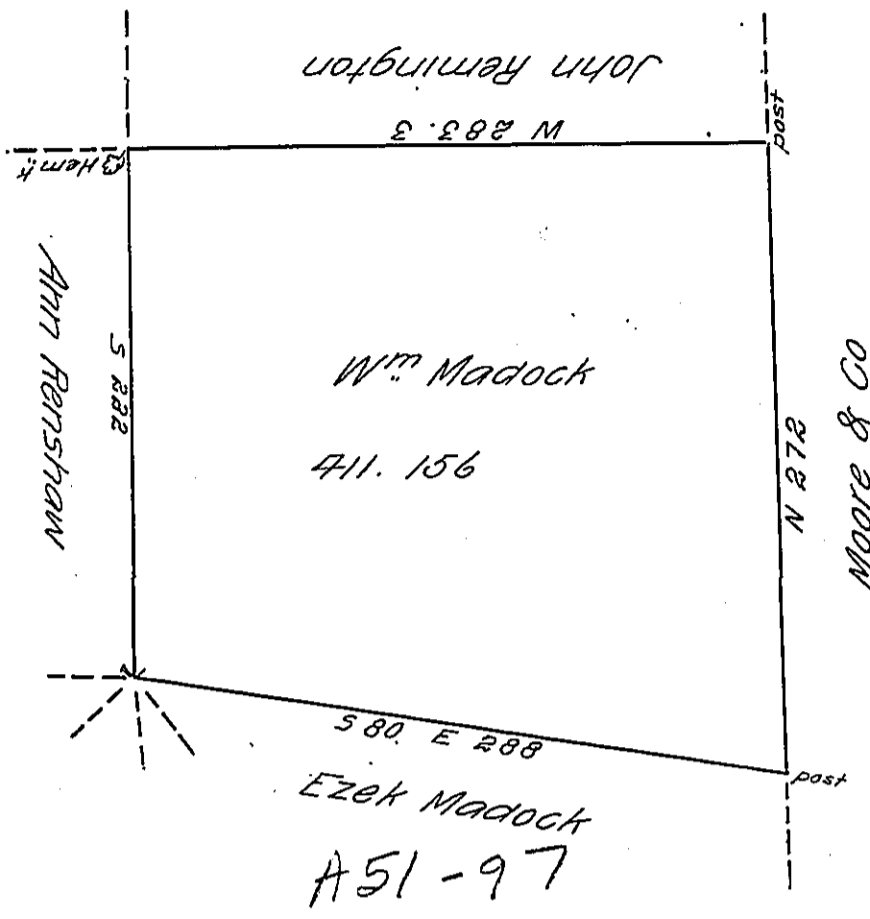 John Remington
W 283.3
post
Hemk
Ann Renshaw
S 222
Wm Madock
411. 156
N 272
Moore & Co
S 80 E 288
post
Ezek Madock
A51-97